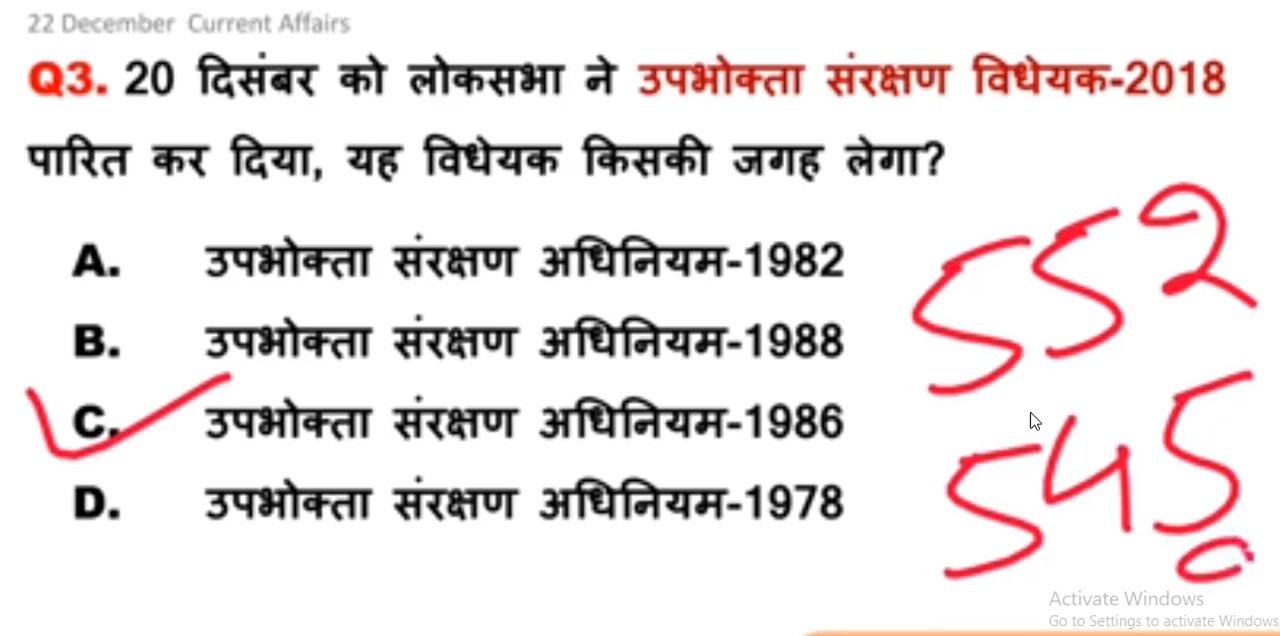 22 December Current Affairs
Q3. 20 दिसंबर को लोकसभा ने उपभोक्ता संरक्षण विधेयक-2018
पारित कर दिया, यह विधेयक किसकी जगह लेगा?
A. उपभोक्ता संरक्षण अधिनियम-1982
B. उपभोक्ता संरक्षण अधिनियम-1988
C. उपभोक्ता संरक्षण अधिनियम-1986
D. उपभोक्ता संरक्षण अधिनियम-1978
552
545
Activate Windows
Go to Settings to activate Windows